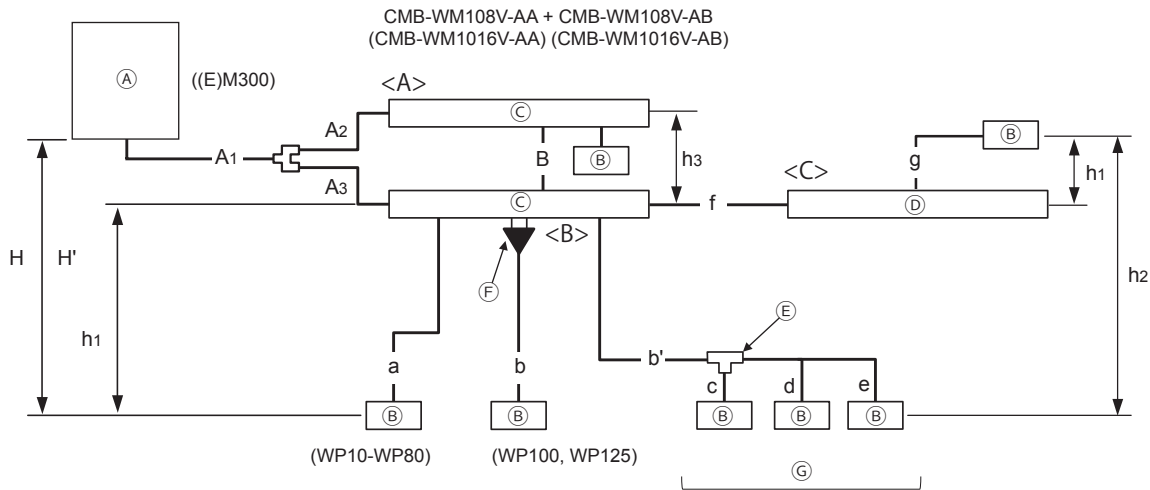 CMB-WM108V-AA + CMB-WM108V-AB
(CMB-WM1016V-AA) (CMB-WM1016V-AB)
A
((E)M300)
<A>
C
A2
A1
B
B
h3
B
g
h1
A3
<C>
C
f
D
<B>
H
H'
F
h2
h1
E
a
b
b'
c
d
e
B
B
B
B
B
(WP10-WP80)
(WP100, WP125)
G